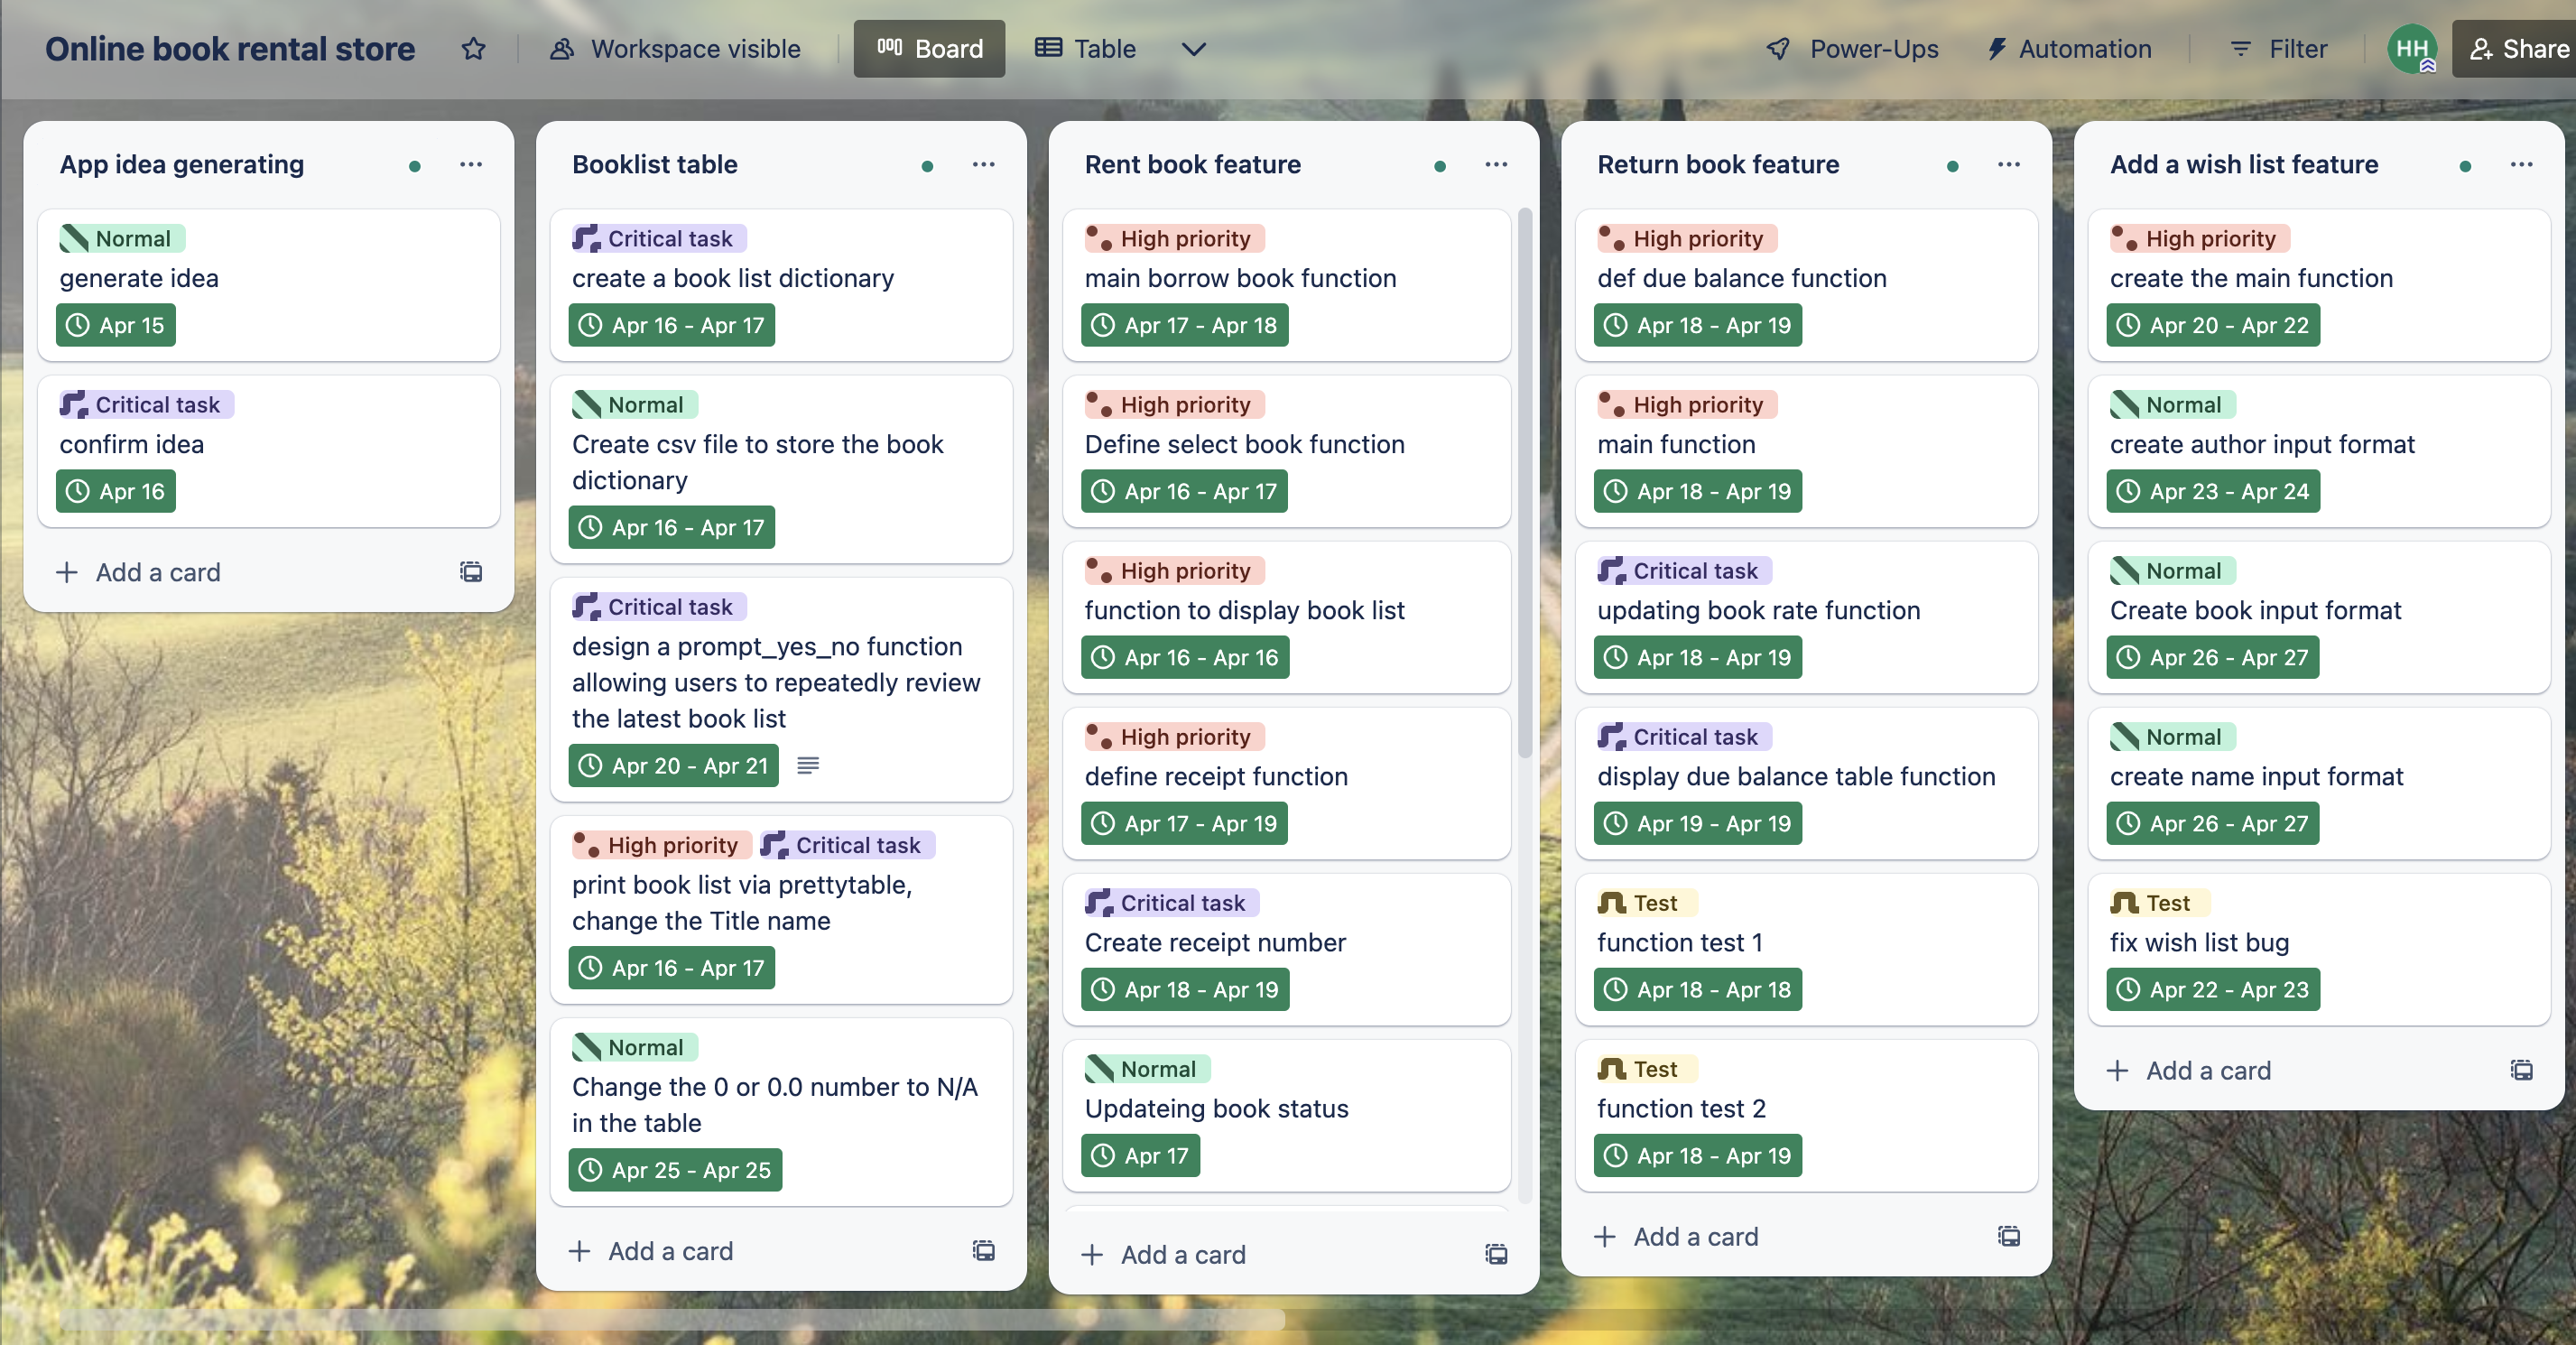 Online book rental store
Workspace visible
Board
Table
Power-Ups
Automation
Filter
HH
Share
App idea generating
Normal
generate idea
Apr 15
Critical task
confirm idea
Apr 16
Add a card
Booklist table
Critical task
create a book list dictionary
Apr 16 - Apr 17
Normal
Create csv file to store the book
dictionary
Apr 16 - Apr 17
Critical task
design a prompt_yes_no function
allowing users to repeatedly review
the latest book list
Apr 20 - Apr 21
High priority Critical task
print book list via prettytable,
change the Title name
Apr 16 - Apr 17
Normal
Change the 0 or 0.0 number to N/A
in the table
Apr 25 - Apr 25
Add a card
Rent book feature
High priority
main borrow book function
Apr 17 - Apr 18
High priority
Define select book function
Apr 16 - Apr 17
High priority
function to display book list
Apr 16 - Apr 16
High priority
define receipt function
Apr 17 - Apr 19
Critical task
Create receipt number
Apr 18 - Apr 19
Normal
Updateing book status
Apr 17
Add a card
Return book feature
High priority
def due balance function
Apr 18 - Apr 19
High priority
main function
Apr 18 - Apr 19
Critical task
updating book rate function
Apr 18 - Apr 19
Critical task
display due balance table function
Apr 19 - Apr 19
Test
function test 1
Apr 18 - Apr 18
Test
function test 2
Apr 18 - Apr 19
Add a card
Add a wish list feature
High priority
create the main function
Apr 20 - Apr 22
Normal
create author input format
Apr 23 - Apr 24
Normal
Create book input format
Apr 26 - Apr 27
Normal
create name input format
Apr 26 - Apr 27
Test
fix wish list bug
Apr 22 - Apr 23
Add a card